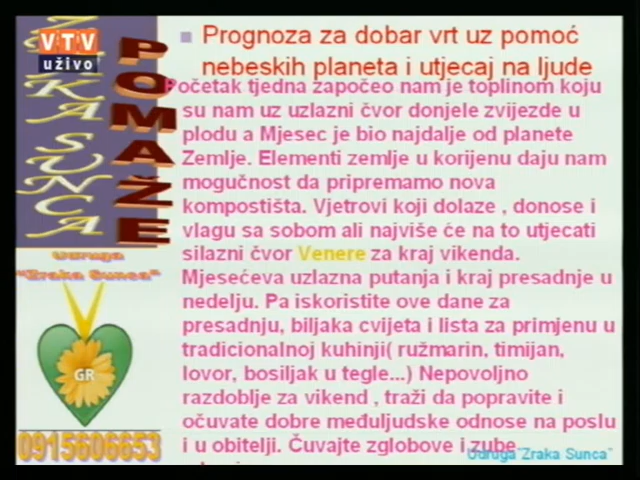 VTV
uživo
ZRAKA SUNCA
POMAŽE
Udruga
"Zraka Sunca"
GR
0915606653
Prognoza za dobar vrt uz pomoć
nebeskih planeta i utjecaj na ljude
Početak tjedna započeo nam je toplinom koju
su nam uz uzlazni čvor donjele zvijezde u
plodu a Mjesec je bio najdalje od planete
Zemlje. Elementi zemlje u korijenu daju nam
mogučnost da pripremamo nova
kompostišta. Vjetrovi koji dolaze , donose i
vlagu sa sobom ali najviše će na to utjecati
silazni čvor Venere za kraj vikenda.
Mjesećeva uzlazna putanja i kraj presadnje u
nedelju. Pa iskoristite ove dane za
presadnju, biljaka cvijeta i lista za primjenu u
tradicionalnoj kuhinji( ružmarin, timijan,
lovor, bosiljak u tegle...) Nepovoljno
razdoblje za vikend , traži da popravite i
očuvate dobre međuljudske odnose na poslu
i u obitelji. Čuvajte zglobove i zube
Udruga"Zraka Sunca"